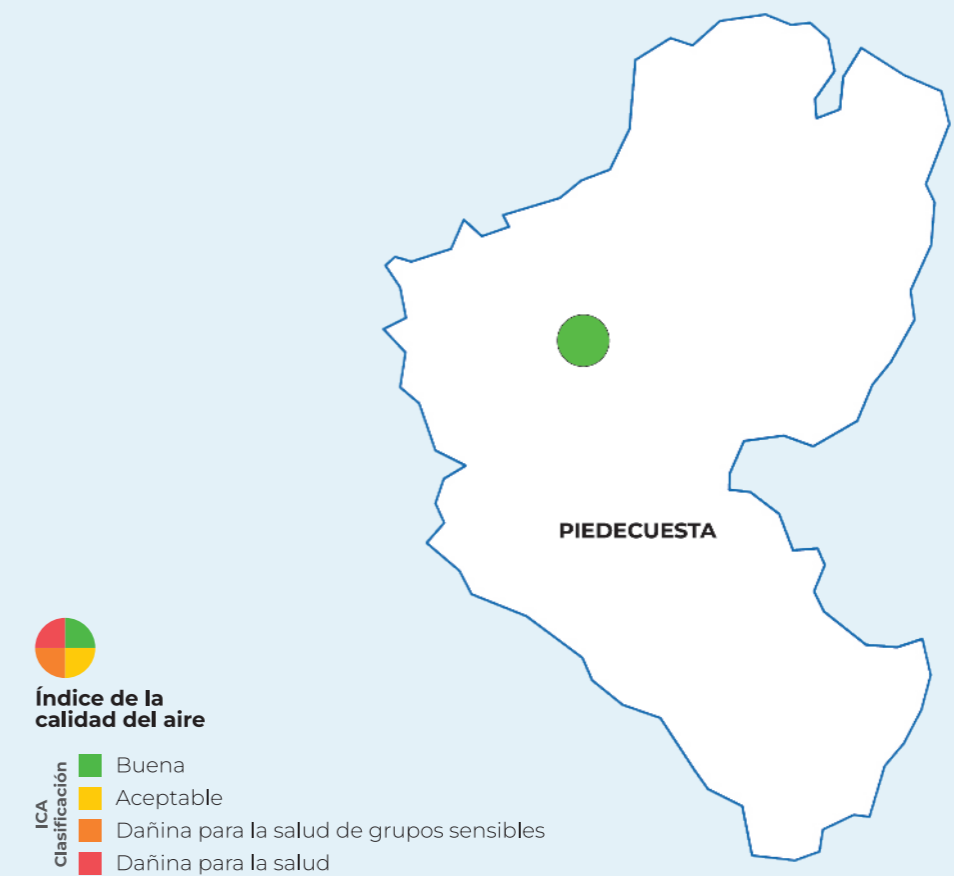 PIEDECUESTA
Índice de la
calidad del aire
ICA
Clasificación
Buena
Aceptable
Dañina para la salud de grupos sensibles
Dañina para la salud